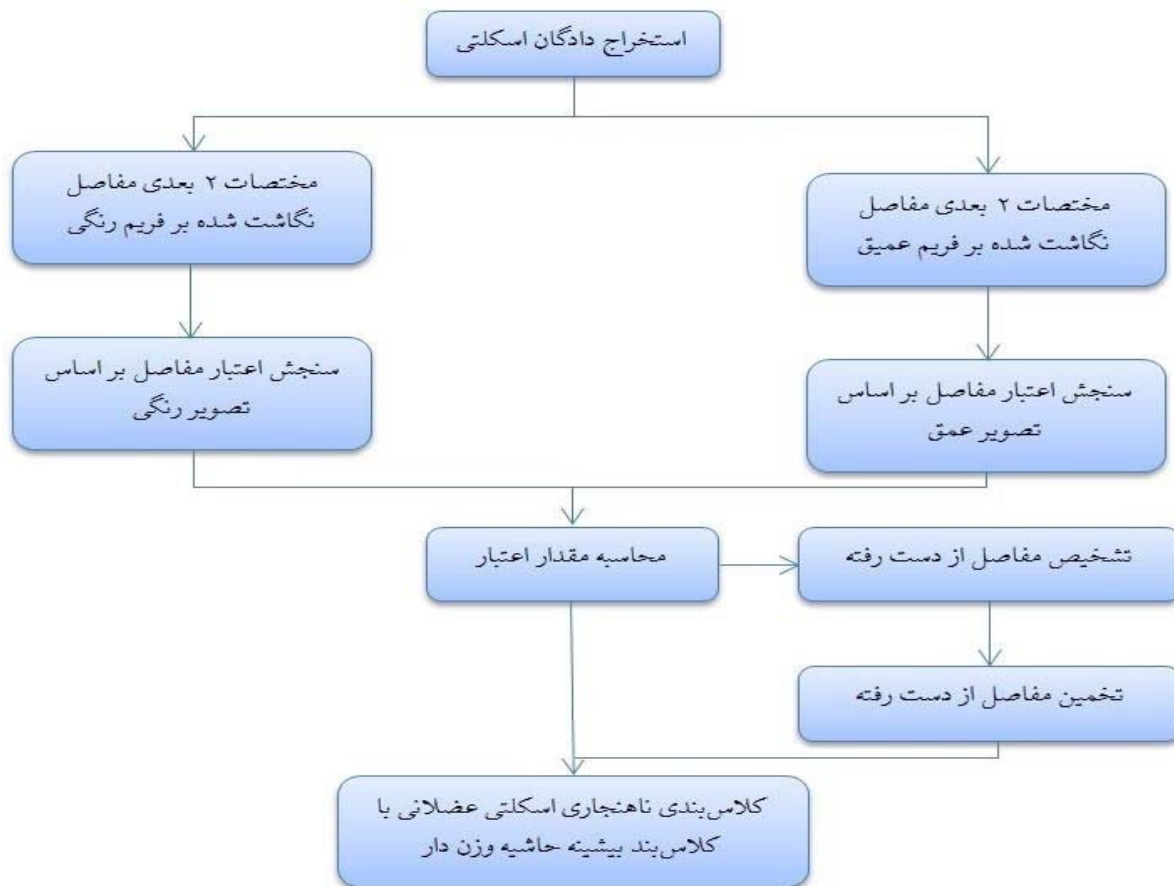 استخراج دادگان اسکلتی
مختصات ۲ بعدی مفاصل
نگاشت شده بر فریم رنگی
مختصات ۲ بعدی مفاصل
نگاشت شده بر فریم عمیق
سنجش اعتبار مفاصل بر اساس
تصویر رنگی
سنجش اعتبار مفاصل بر اساس
تصویر عمق
محاسبه مقدار اعتبار
تشخیص مفاصل از دست رفته
تخمین مفاصل از دست رفته
کلاس‌بندی ناهنجاری اسکلتی عضلانی با
کلاس‌بند بیشینه حاشیه وزن دار